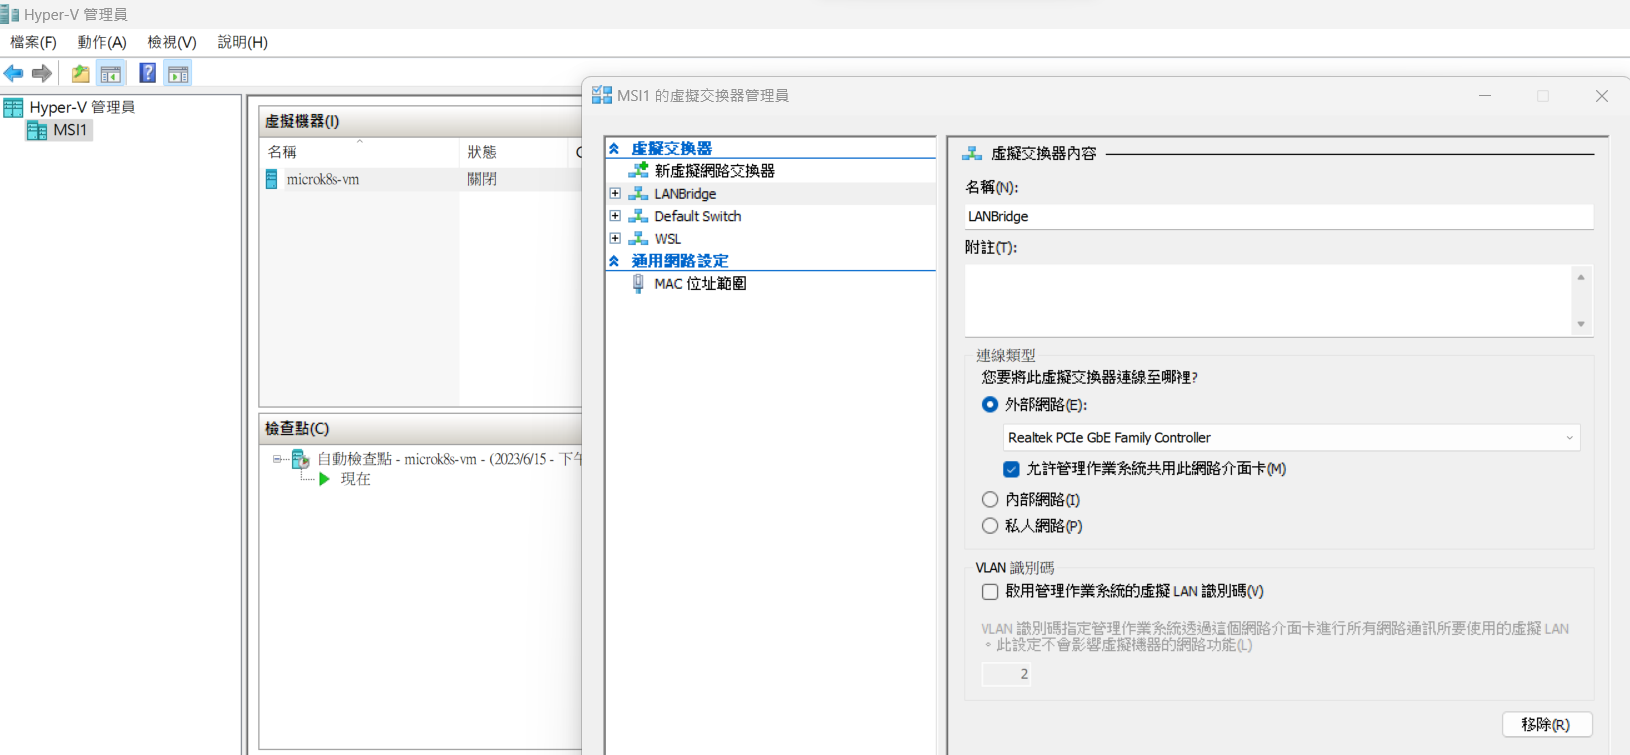 Hyper-V 管理員
檔案(F) 動作(A) 檢視(V) 說明(H)
Hyper-V 管理員
MSI1
虛擬機器(I)
名稱 狀態 C
microk8s-vm 關閉
檢查點(C)
自動檢查點 - microk8s-vm - (2023/6/15 - 下午
現在
MSI1 的虛擬交換器管理員
虛擬交換器
新虛擬網路交換器
LANBridge
Default Switch
WSL
通用網路設定
MAC 位址範圍
虛擬交換器內容
名稱(N):
LANBridge
附註(T):
連線類型
您要將此虛擬交換器連線至哪裡?
外部網路(E):
Realtek PCIe GbE Family Controller
允許管理作業系統共用此網路介面卡(M)
內部網路(I)
私人網路(P)
VLAN 識別碼
啟用管理作業系統的虛擬 LAN 識別碼(V)
VLAN 識別碼指定管理作業系統透過這個網路介面卡進行所有網路通訊所要使用的虛擬 LAN
。此設定不會影響虛擬機器的網路功能(L)
2
移除(R)